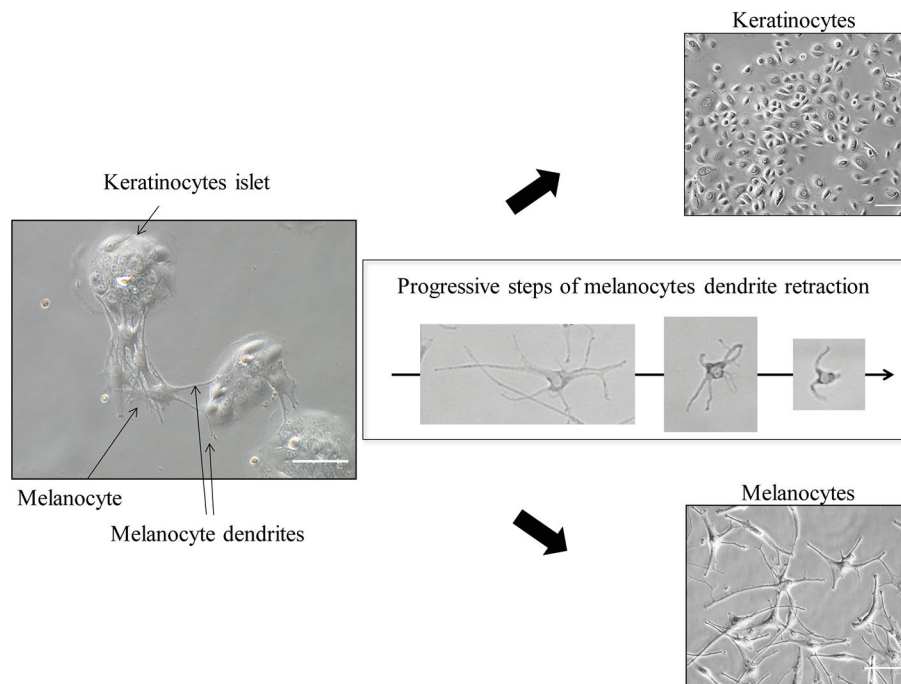 Keratinocytes
Keratinocytes islet
Progressive steps of melanocytes dendrite retraction
Melanocyte
Melanocyte dendrites
Melanocytes